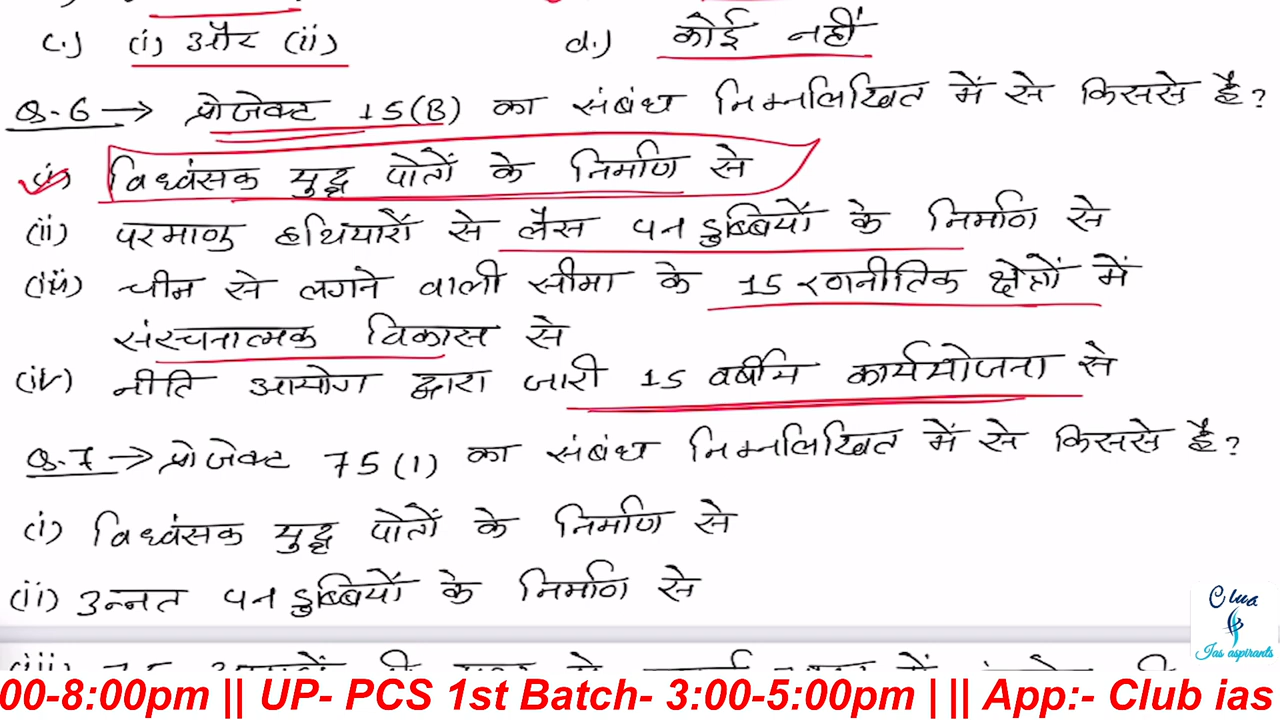 c.) (i) और (ii) d.) कोई नहीं
Q-6 → प्रोजेक्ट 15(B) का संबंध निम्नलिखित में से किससे है?
(i) विध्वंसक युद्ध पोतों के निर्माण से
(ii) परमाणु हथियारों से लैस पनडुब्बियों के निर्माण से
(iii) चीन से लगने वाली सीमा के 15 रणनीतिक क्षेत्रों में
संरचनात्मक विकास से
(iv) नीति आयोग द्वारा जारी 15 वर्षीय कार्ययोजना से
Q-7 → प्रोजेक्ट 75(I) का संबंध निम्नलिखित में से किससे है?
(i) विध्वंसक युद्ध पोतों के निर्माण से
(ii) उन्नत पनडुब्बियों के निर्माण से
Club
Ias aspirants
00-8:00pm || UP- PCS 1st Batch- 3:00-5:00pm | || App:- Club ias